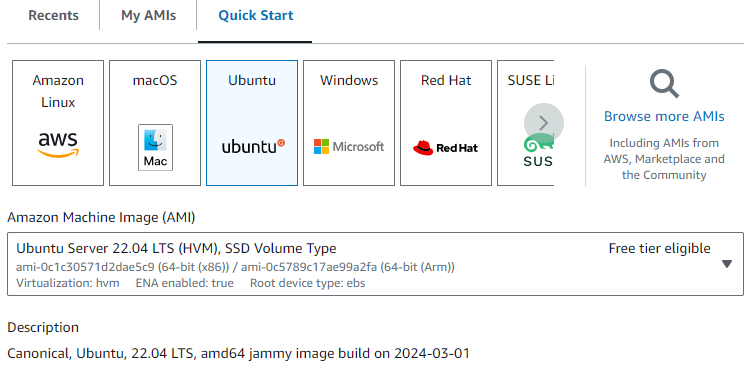 Recents
My AMIs
Quick Start
Amazon
Linux
aws
macOS
Mac
Ubuntu
ubuntu
Windows
Microsoft
Red Hat
Red Hat
SUSE Li
SUS
Browse more AMIs
Including AMIs from
AWS, Marketplace and
the Community
Amazon Machine Image (AMI)
Ubuntu Server 22.04 LTS (HVM), SSD Volume Type
Free tier eligible
ami-0c1c30571d2dae5c9 (64-bit (x86)) / ami-0c5789c17ae99a2fa (64-bit (Arm))
Virtualization: hvm ENA enabled: true Root device type: ebs
Description
Canonical, Ubuntu, 22.04 LTS, amd64 jammy image build on 2024-03-01